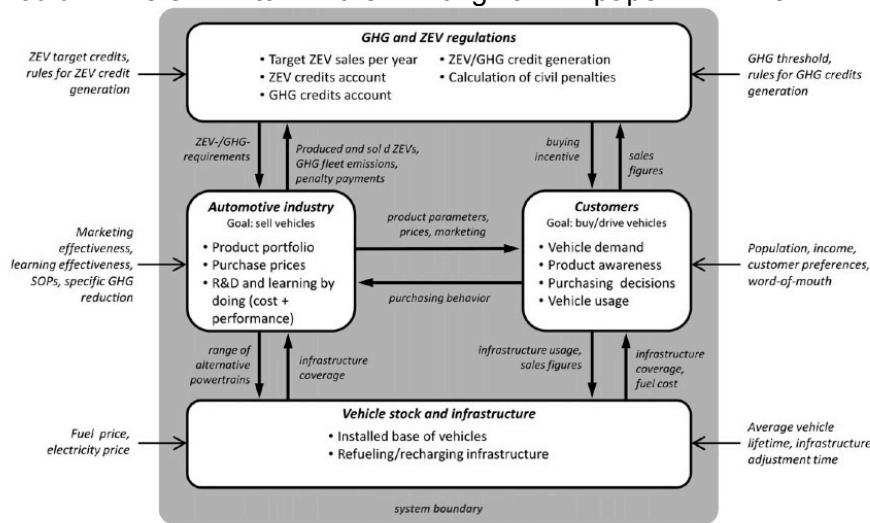 GHG and ZEV regulations
• Target ZEV sales per year
• ZEV credits account
• GHG credits account
• ZEV/GHG credit generation
• Calculation of civil penalties
ZEV target credits,
rules for ZEV credit
generation
GHG threshold,
rules for GHG credits
generation
ZEV-/GHG-
requirements
Produced and sold ZEVs,
GHG fleet emissions,
penalty payments
buying
incentive
sales
figures
Automotive industry
Goal: sell vehicles
• Product portfolio
• Purchase prices
• R&D and learning by
doing (cost +
performance)
product parameters,
prices, marketing
purchasing behavior
Customers
Goal: buy/drive vehicles
• Vehicle demand
• Product awareness
• Purchasing decisions
• Vehicle usage
Marketing
effectiveness,
learning effectiveness,
SOPs, specific GHG
reduction
Population, income,
customer preferences,
word-of-mouth
range of
alternative
powertrains
infrastructure
coverage
infrastructure usage,
sales figures
infrastructure
coverage,
fuel cost
Vehicle stock and infrastructure
• Installed base of vehicles
• Refueling/recharging infrastructure
Fuel price,
electricity price
Average vehicle
lifetime, infrastructure
adjustment time
system boundary